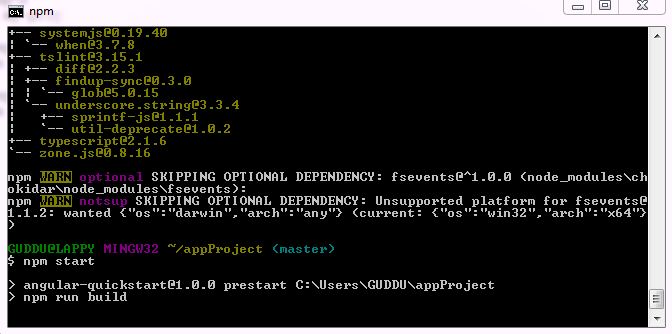 npm
+-- systemjs@0.19.40
| `-- when@3.7.8
+-- tslint@3.15.1
| +-- diff@2.2.3
| +-- findup-sync@0.3.0
| | `-- glob@5.0.15
| `-- underscore.string@3.3.4
|   +-- sprintf-js@1.1.1
|   `-- util-deprecate@1.0.2
+-- typescript@2.1.6
`-- zone.js@0.8.16
npm WARN optional SKIPPING OPTIONAL DEPENDENCY: fsevents@^1.0.0 (node_modules\ch
okidar\node_modules\fsevents):
npm WARN notsup SKIPPING OPTIONAL DEPENDENCY: Unsupported platform for fsevents@
1.1.2: wanted {"os":"darwin","arch":"any"} (current: {"os":"win32","arch":"x64"}
)
GUDDU@LAPPY MINGW32 ~/appProject (master)
$ npm start
> angular-quickstart@1.0.0 prestart C:\Users\GUDDU\appProject
> npm run build